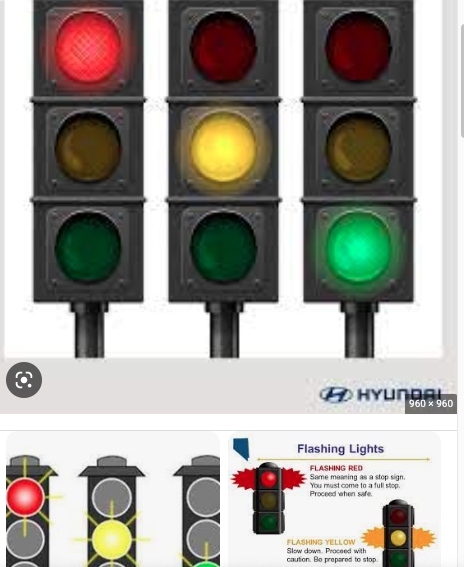 HYUNDAI
960 × 960
Flashing Lights
FLASHING RED
Same meaning as a stop sign.
You must come to a full stop.
Proceed when safe.
FLASHING YELLOW
Slow down. Proceed with
caution. Be prepared to stop.